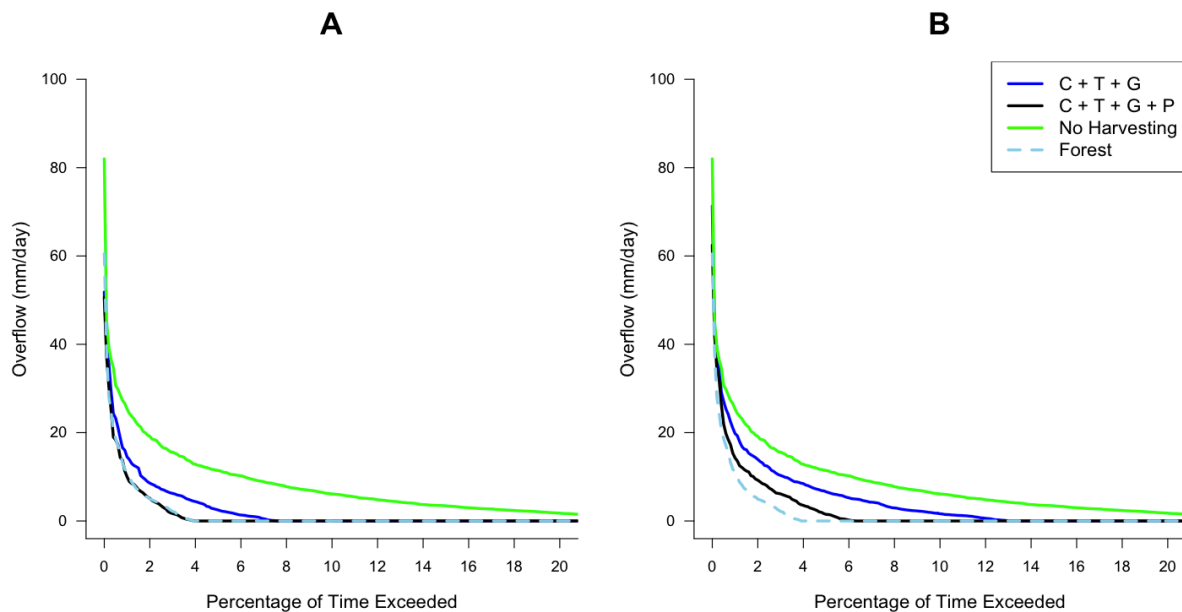 A
B
100
80
60
40
20
0
Overflow (mm/day)
0 2 4 6 8 10 12 14 16 18 20
Percentage of Time Exceeded
100
80
60
40
20
0
Overflow (mm/day)
0 2 4 6 8 10 12 14 16 18 20
Percentage of Time Exceeded
C + T + G
C + T + G + P
No Harvesting
Forest